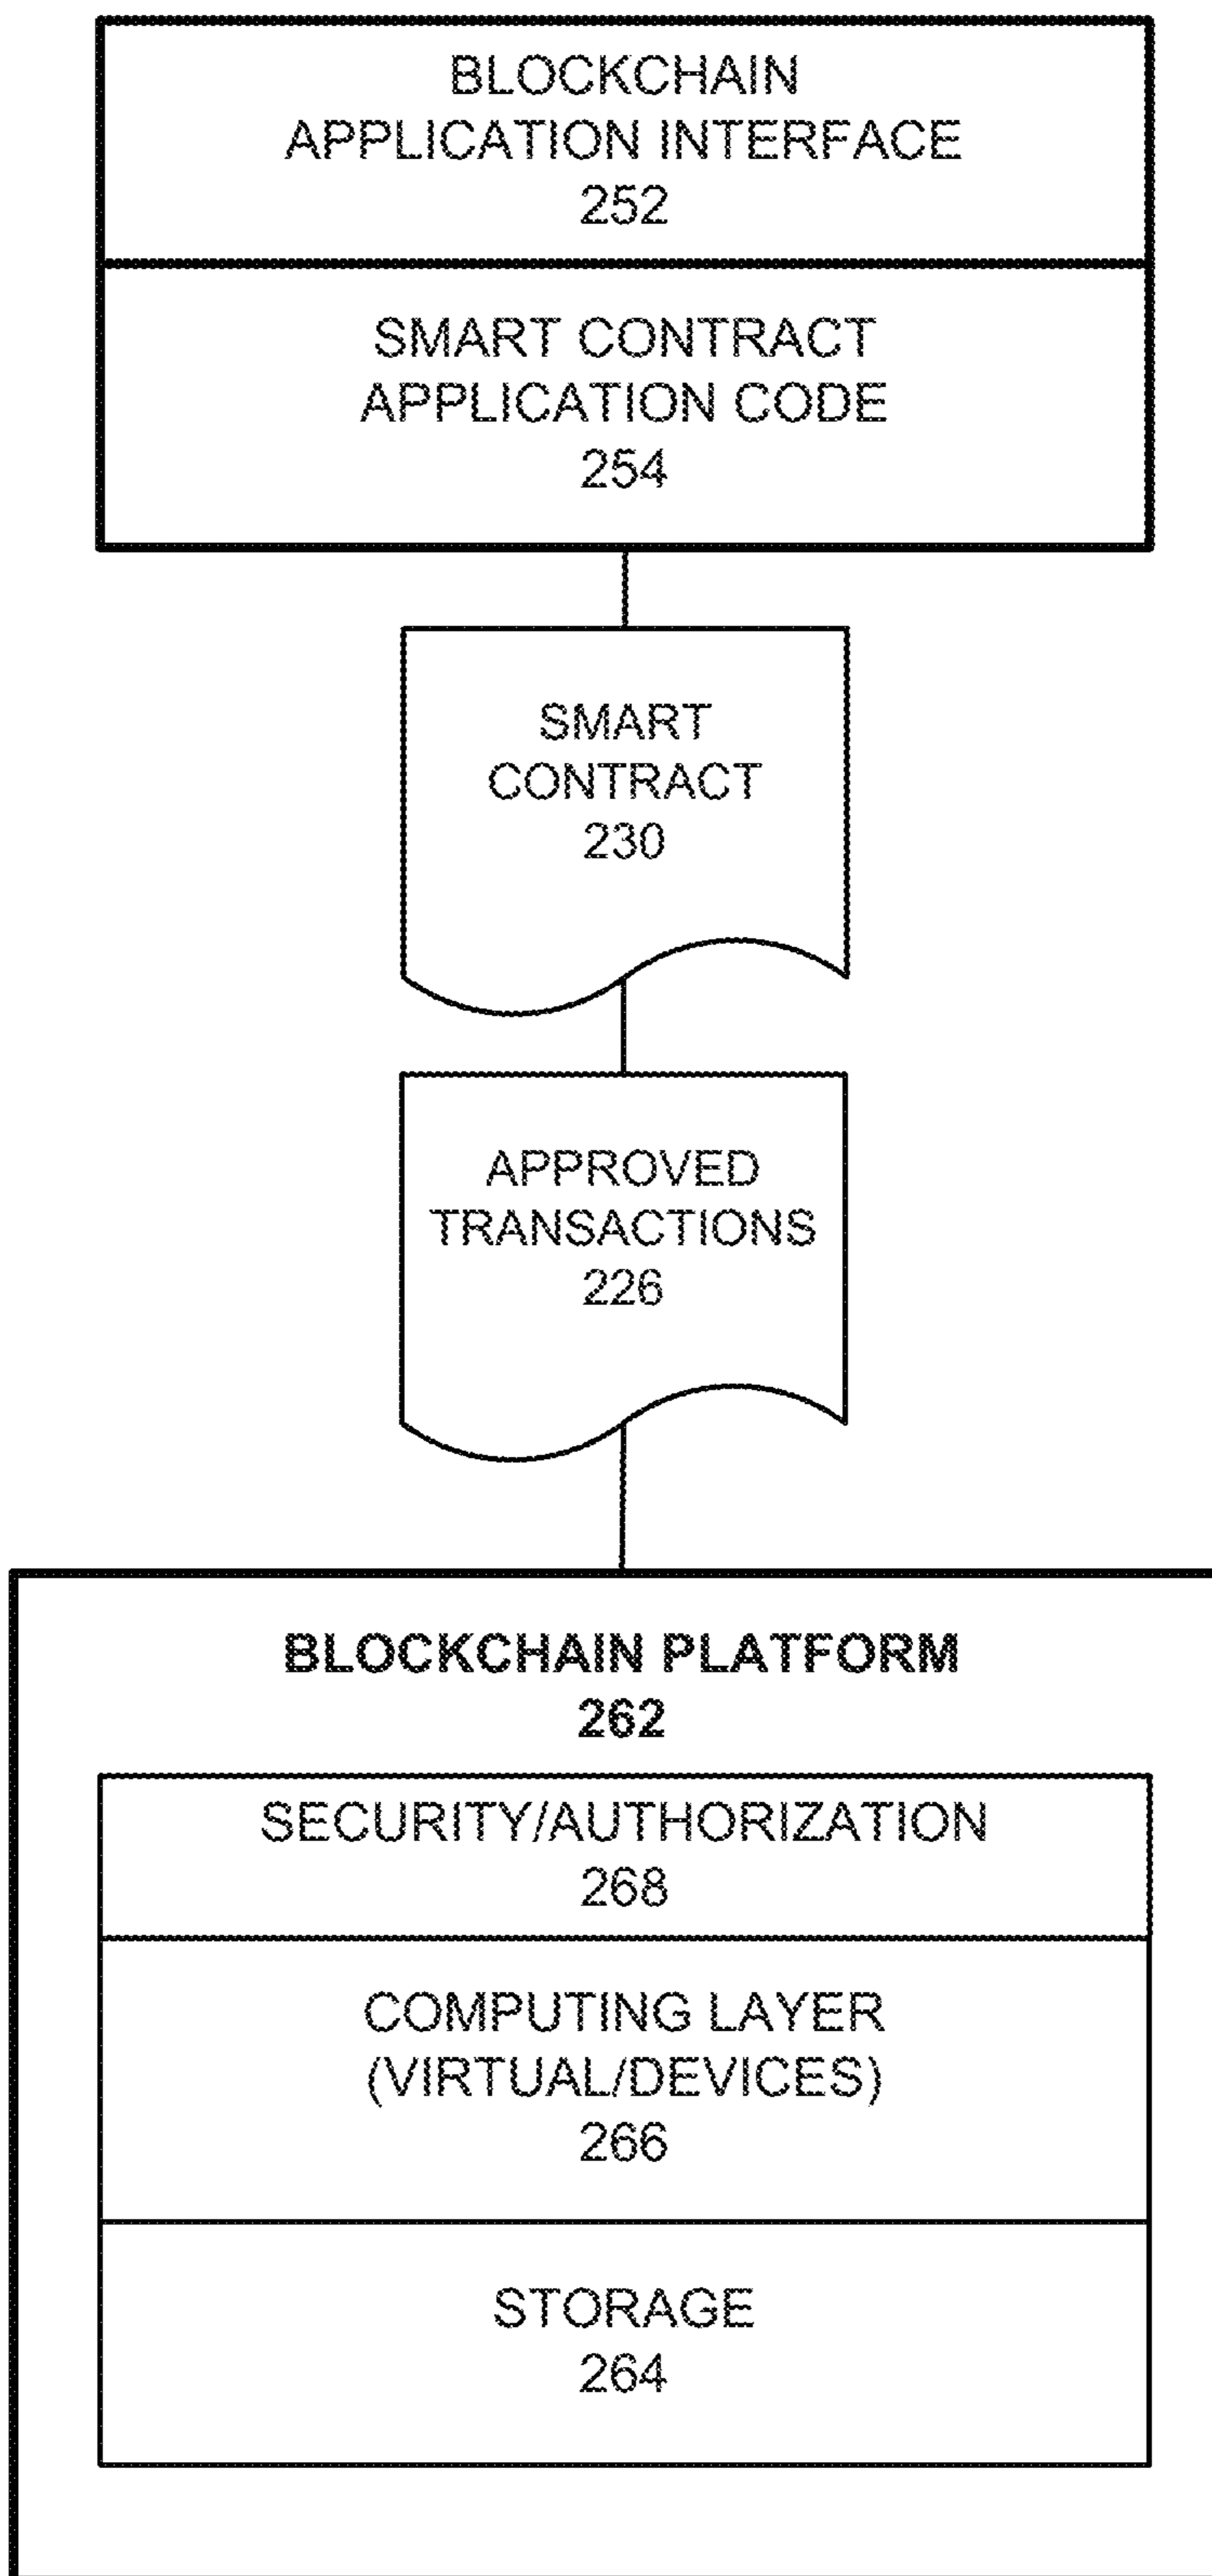 BLOCKCHAIN
APPLICATION INTERFACE
252
SMART CONTRACT
APPLICATION CODE
254
SMART
CONTRACT
230
APPROVED
TRANSACTIONS
226
BLOCKCHAIN PLATFORM
262
SECURITY/AUTHORIZATION
268
COMPUTING LAYER
(VIRTUAL/DEVICES)
266
STORAGE
264